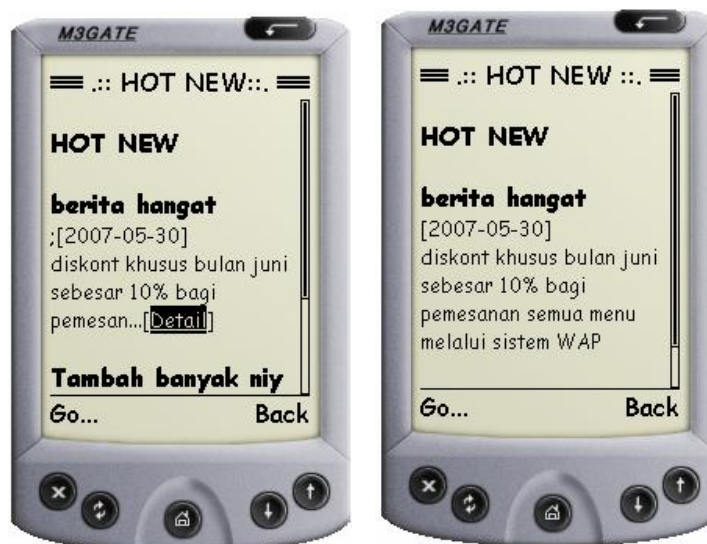 M3GATE
.:: HOT NEW::.
HOT NEW
berita hangat
;[2007-05-30]
diskont khusus bulan juni
sebesar 10% bagi
pemesan...[Detail]
Tambah banyak niy
Go... Back
M3GATE
.:: HOT NEW ::.
HOT NEW
berita hangat
[2007-05-30]
diskont khusus bulan juni
sebesar 10% bagi
pemesanan semua menu
melalui sistem WAP
Go... Back